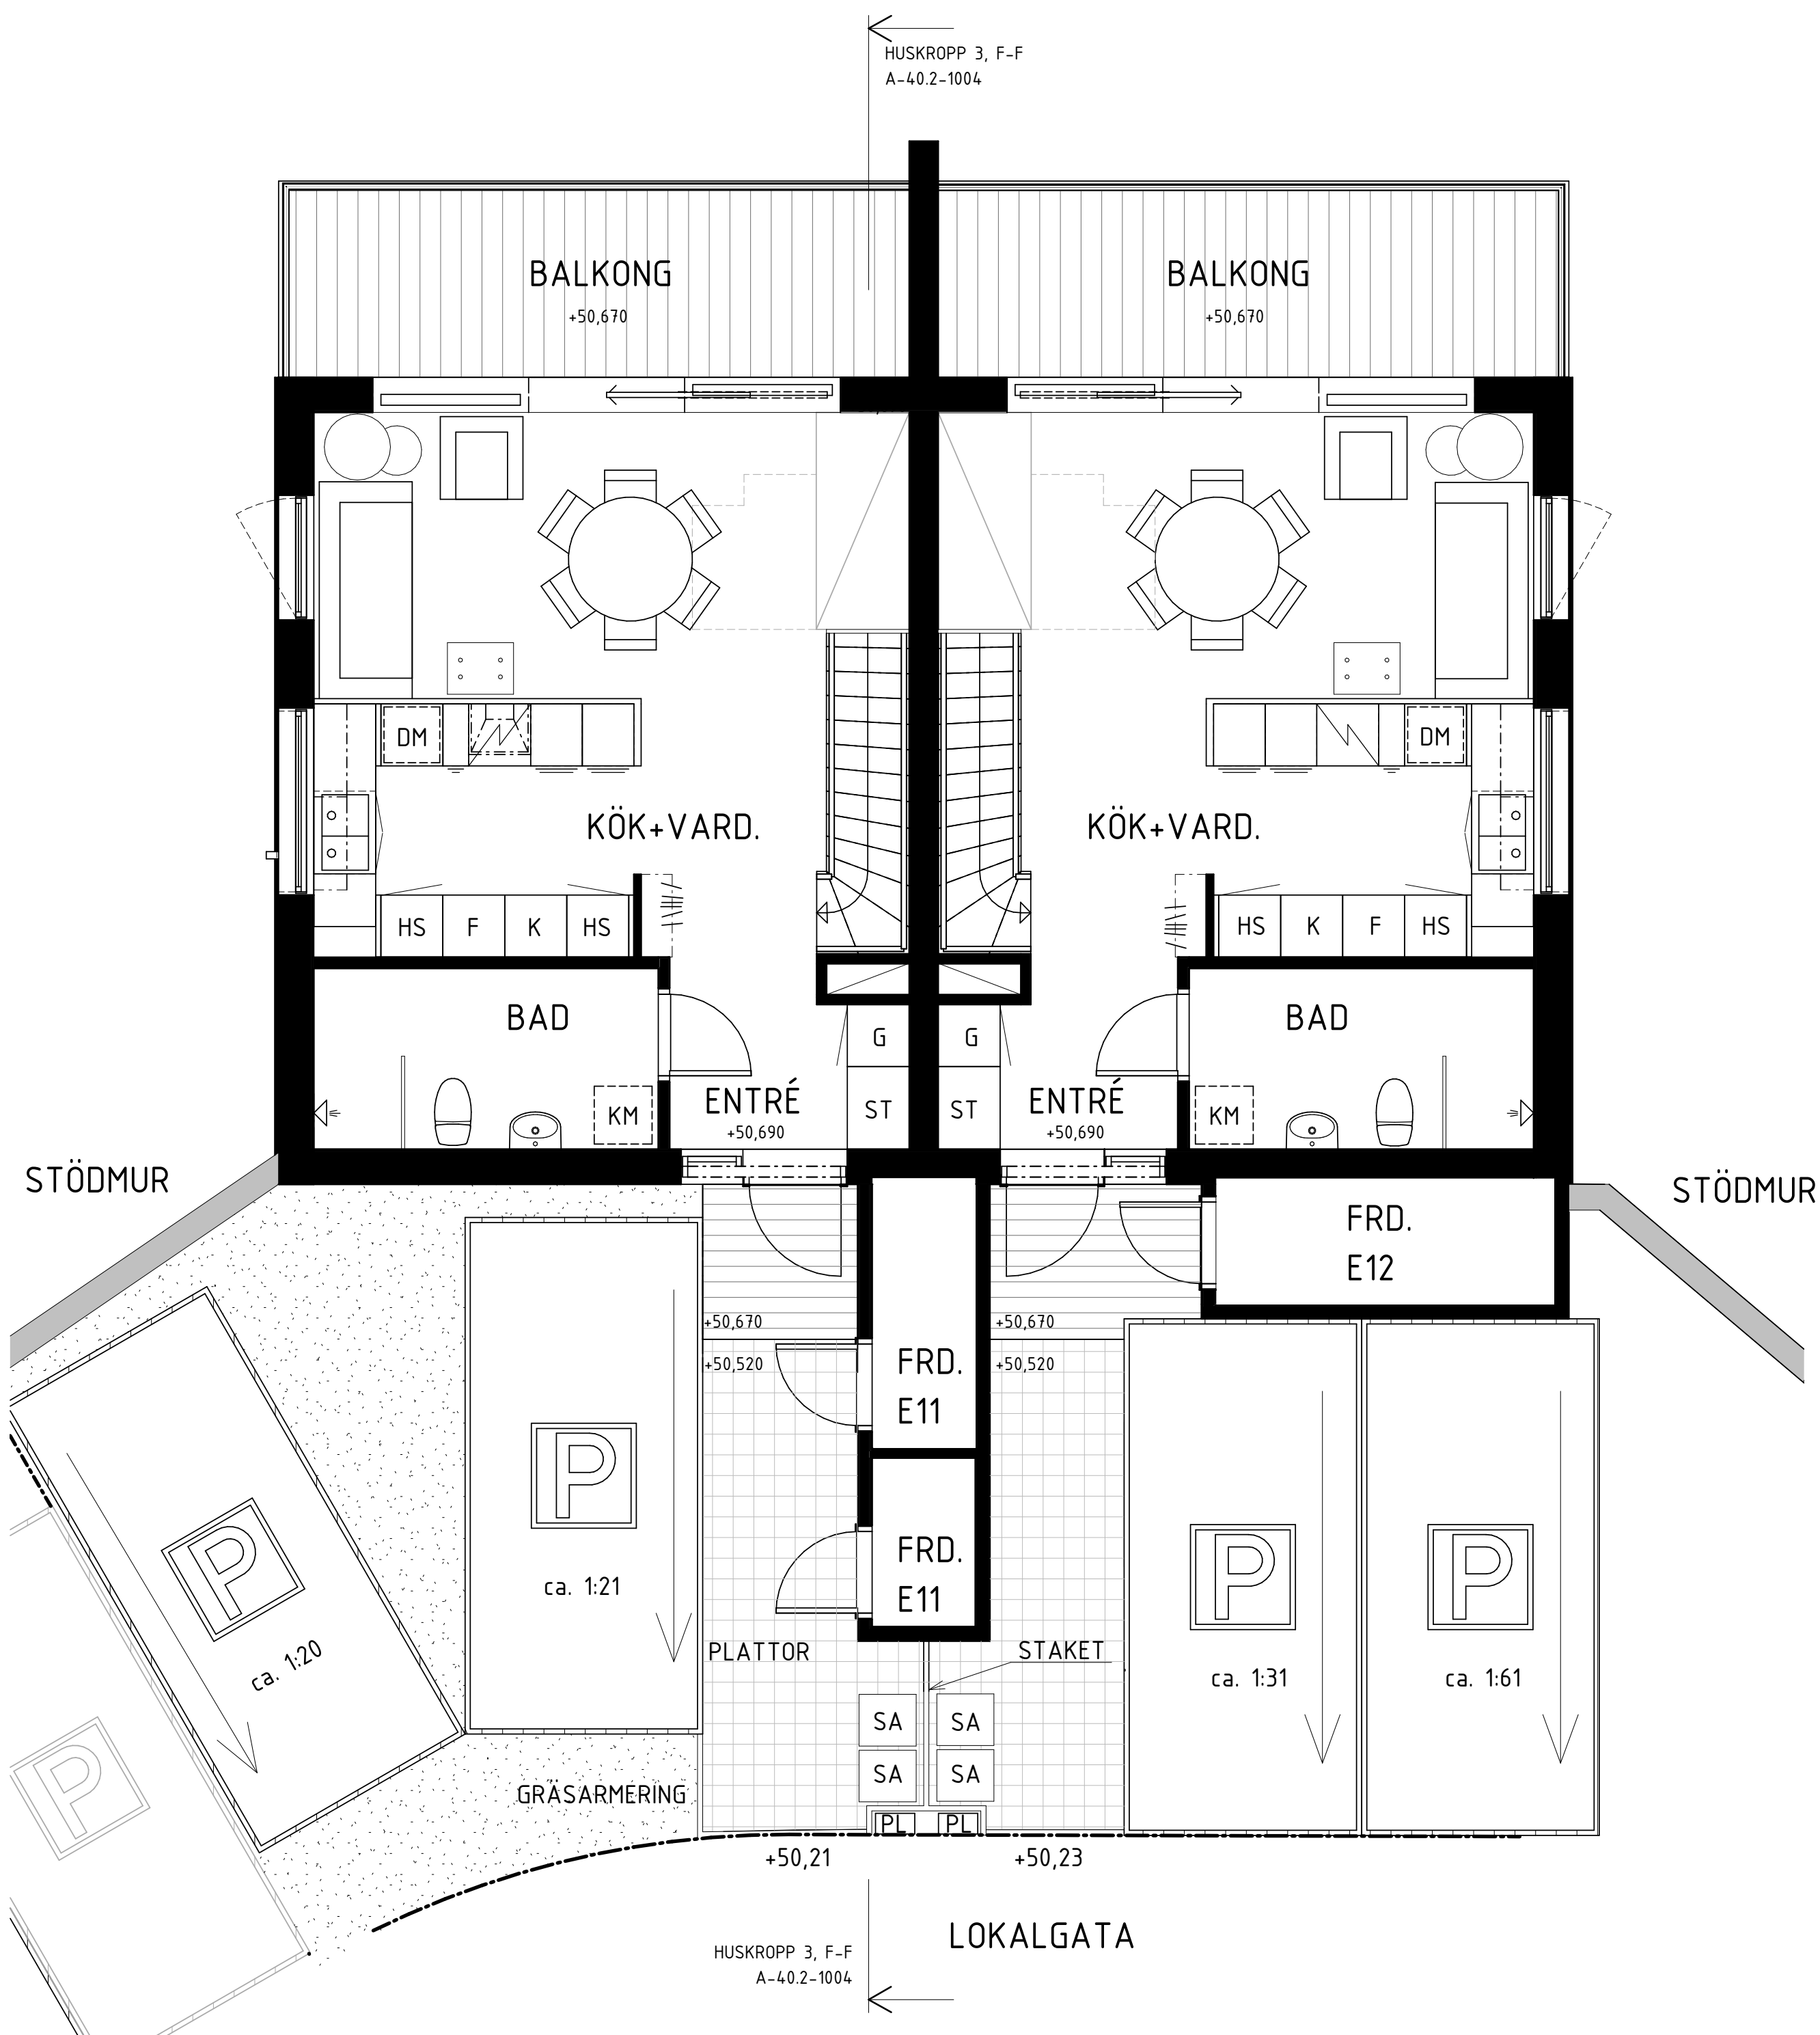 HUSKROPP 3, F-F
A-40.2-1004
BALKONG
+50,670
BALKONG
+50,670
DM
DM
KÖK+VARD.
KÖK+VARD.
HS F K HS
HS K F HS
BAD
BAD
G
G
ENTRÉ
+50,690
ENTRÉ
+50,690
KM
ST
ST
KM
STÖDMUR
STÖDMUR
FRD.
E12
+50,670
+50,670
+50,520
+50,520
FRD.
E11
P
ca. 1:21
P
ca. 1:20
FRD.
E11
P
ca. 1:31
P
ca. 1:61
PLATTOR
STAKET
SA
SA
SA
SA
P
GRÄSARMERING
PL
PL
+50,21
+50,23
LOKALGATA
HUSKROPP 3, F-F
A-40.2-1004